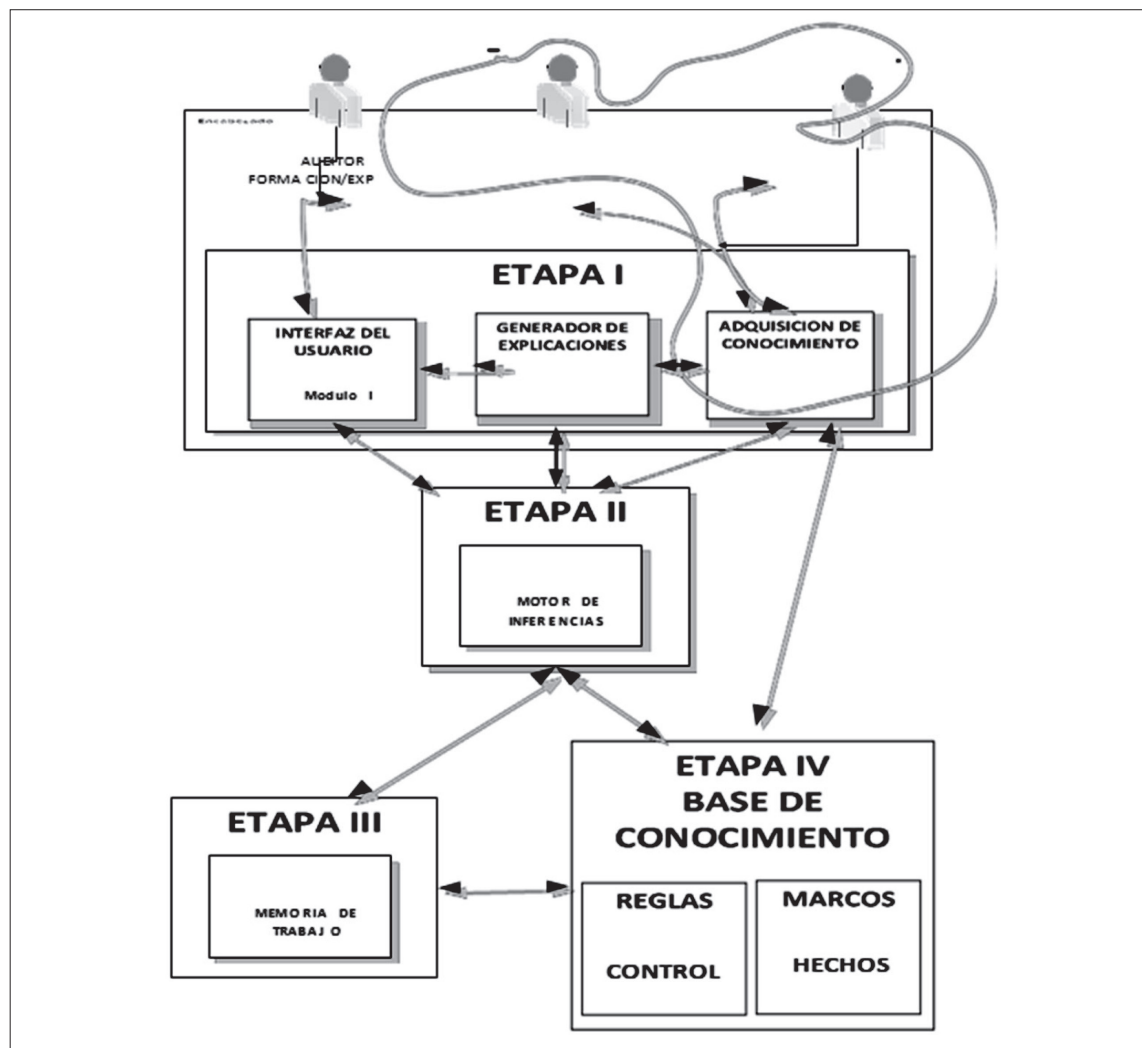 Encabezado
AUDITOR
FORMA CION/EXP
ETAPA I
INTERFAZ DEL
USUARIO
Modulo I
GENERADOR DE
EXPLICACIONES
ADQUISICION DE
CONOCIMIENTO
ETAPA II
MOTOR DE
INFERENCIAS
ETAPA III
MEMORIA DE
TRABAJO
ETAPA IV
BASE DE
CONOCIMIENTO
REGLAS
CONTROL
MARCOS
HECHOS